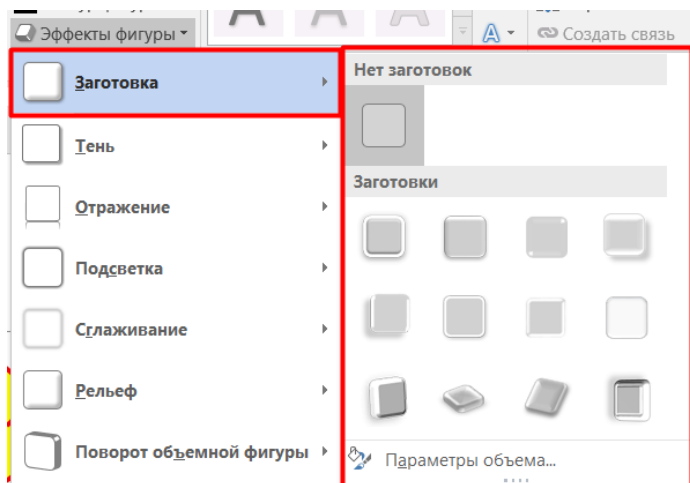 Эффекты фигуры
Создать связь
Заготовка
Тень
Отражение
Подсветка
Сглаживание
Рельеф
Поворот объемной фигуры
Нет заготовок
Заготовки
Параметры объема...